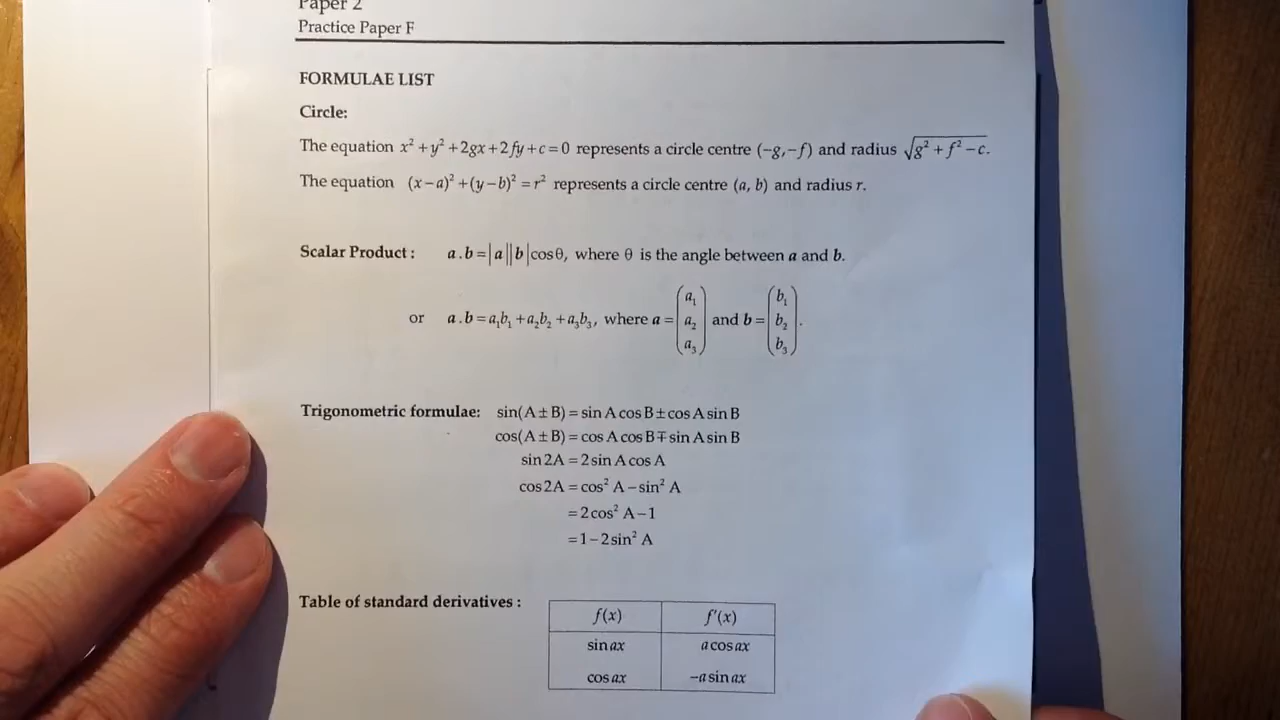 Paper 2
Practice Paper F
FORMULAE LIST
Circle:
The equation x² + y² + 2gx + 2fy + c = 0 represents a circle centre (−g, −f) and radius √(g² + f² − c).
The equation (x − a)² + (y − b)² = r² represents a circle centre (a, b) and radius r.
Scalar Product : a.b = |a||b|cosθ, where θ is the angle between a and b.
or a.b = a₁b₁ + a₂b₂ + a₃b₃, where a = (a₁ a₂ a₃) and b = (b₁ b₂ b₃).
Trigonometric formulae: sin(A ± B) = sin A cos B ± cos A sin B
cos(A ± B) = cos A cos B ∓ sin A sin B
sin 2A = 2 sin A cos A
cos 2A = cos² A − sin² A
= 2 cos² A − 1
= 1 − 2 sin² A
Table of standard derivatives :
f(x) f'(x)
sin ax a cos ax
cos ax −a sin ax